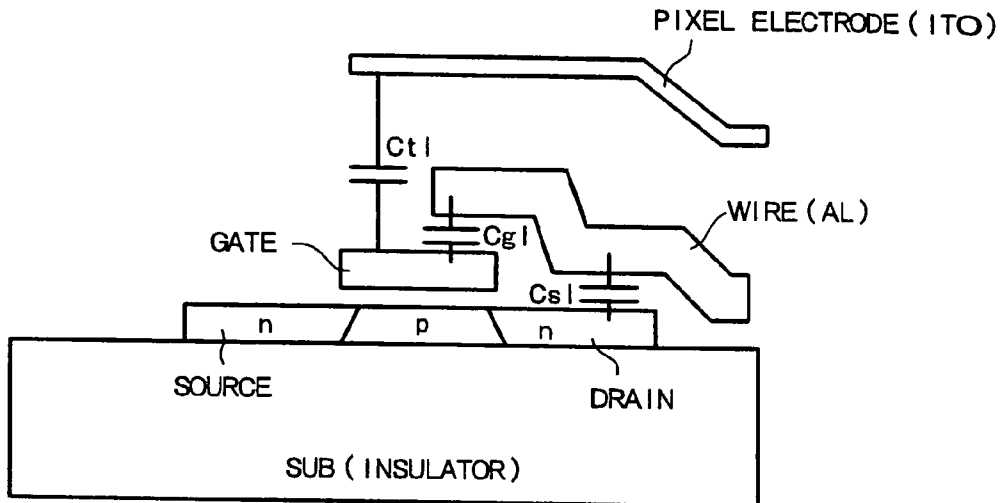 PIXEL ELECTRODE (ITO)
Ctl
WIRE (AL)
Cgl
GATE
Csl
n p n
SOURCE DRAIN
SUB (INSULATOR)